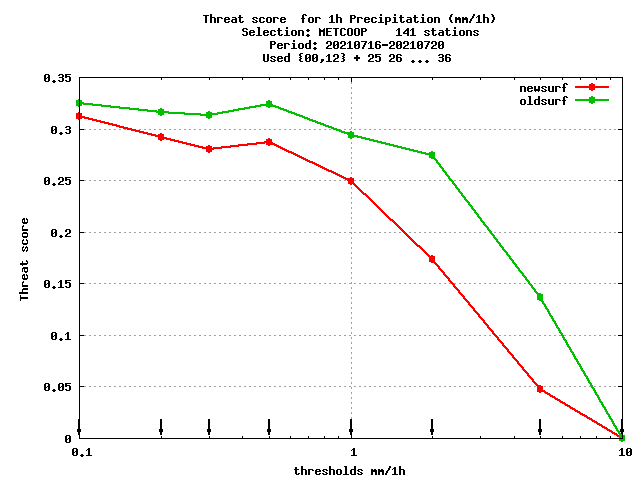 Threat score  for 1h Precipitation (mm/1h)
Selection: METCOOP    141 stations
Period: 20210716-20210720
Used {00,12} + 25 26 ... 36
newsurf
oldsurf
0.35
0.3
0.25
0.2
0.15
0.1
0.05
0
Threat score
0.1 1 10
thresholds mm/1h